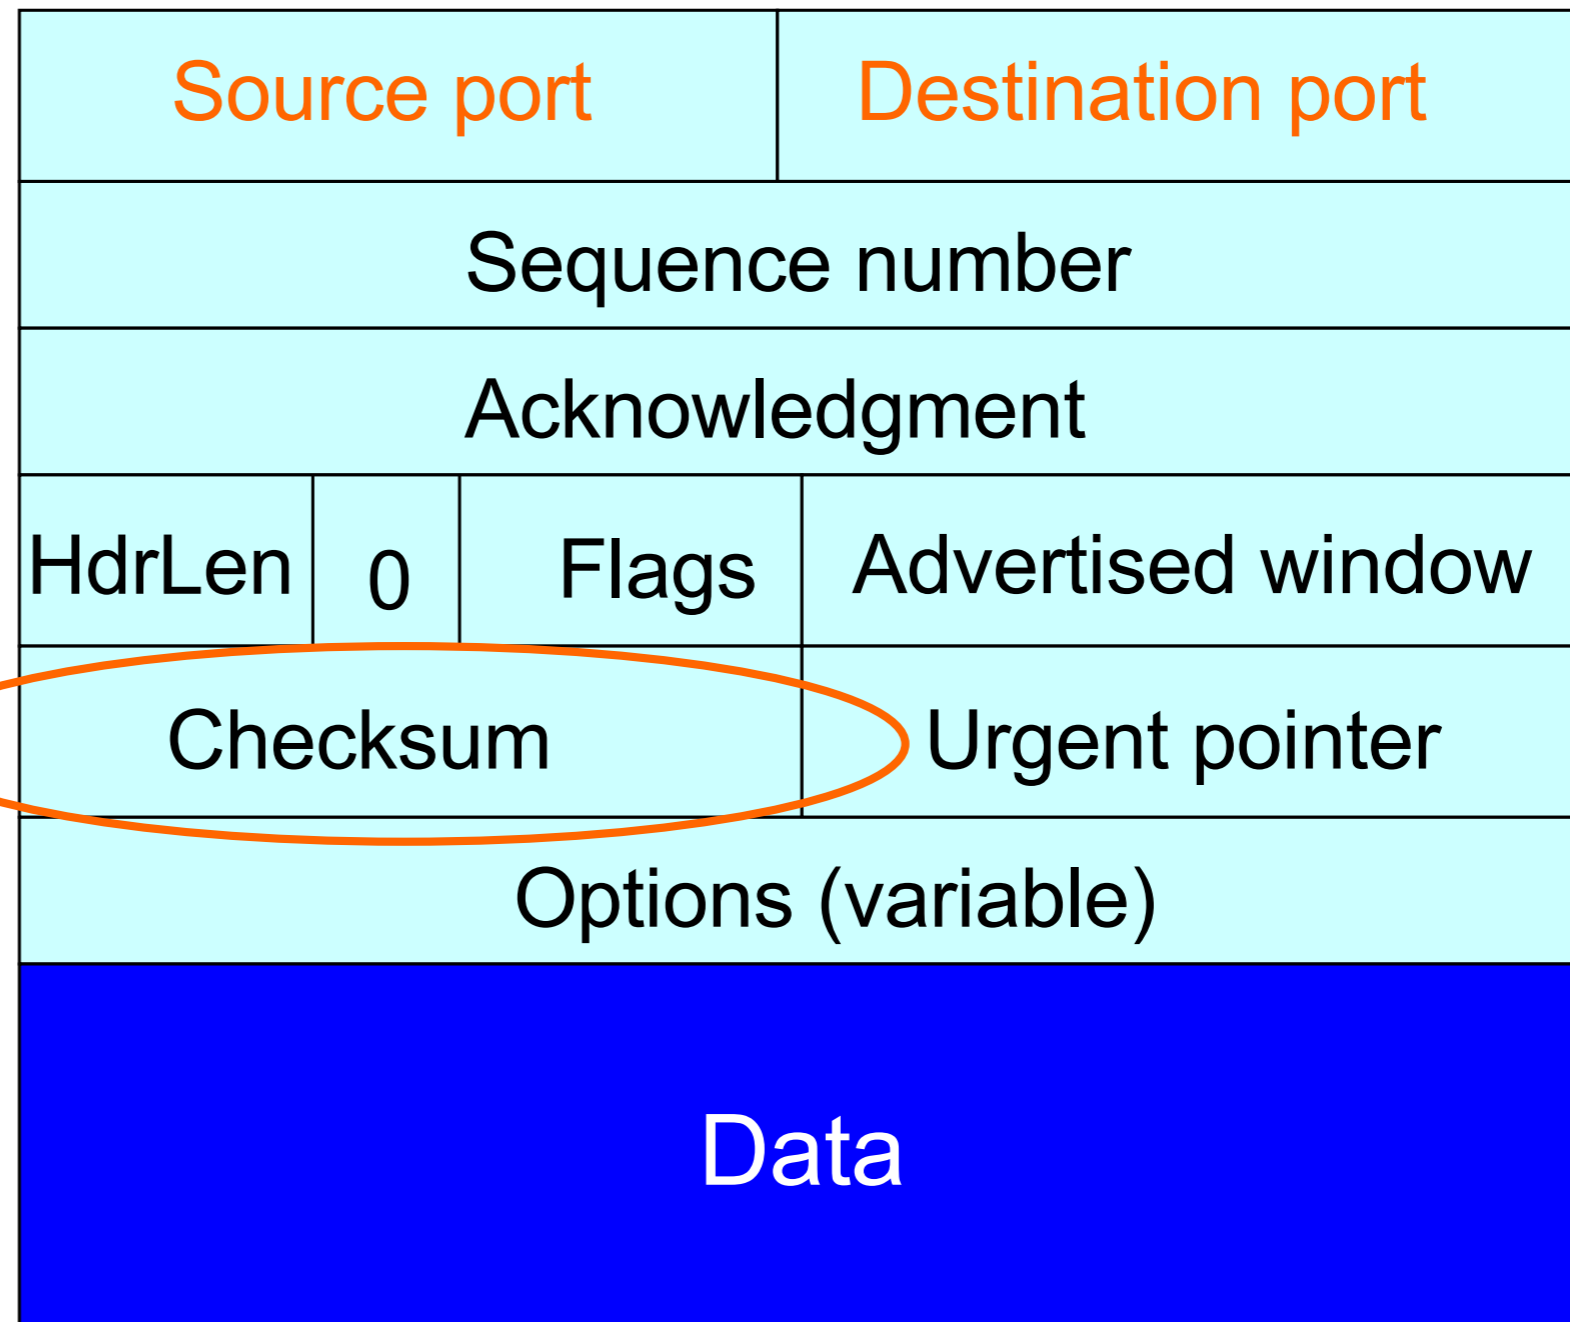 Source port Destination port
Sequence number
Acknowledgment
HdrLen 0 Flags Advertised window
Checksum Urgent pointer
Options (variable)
Data